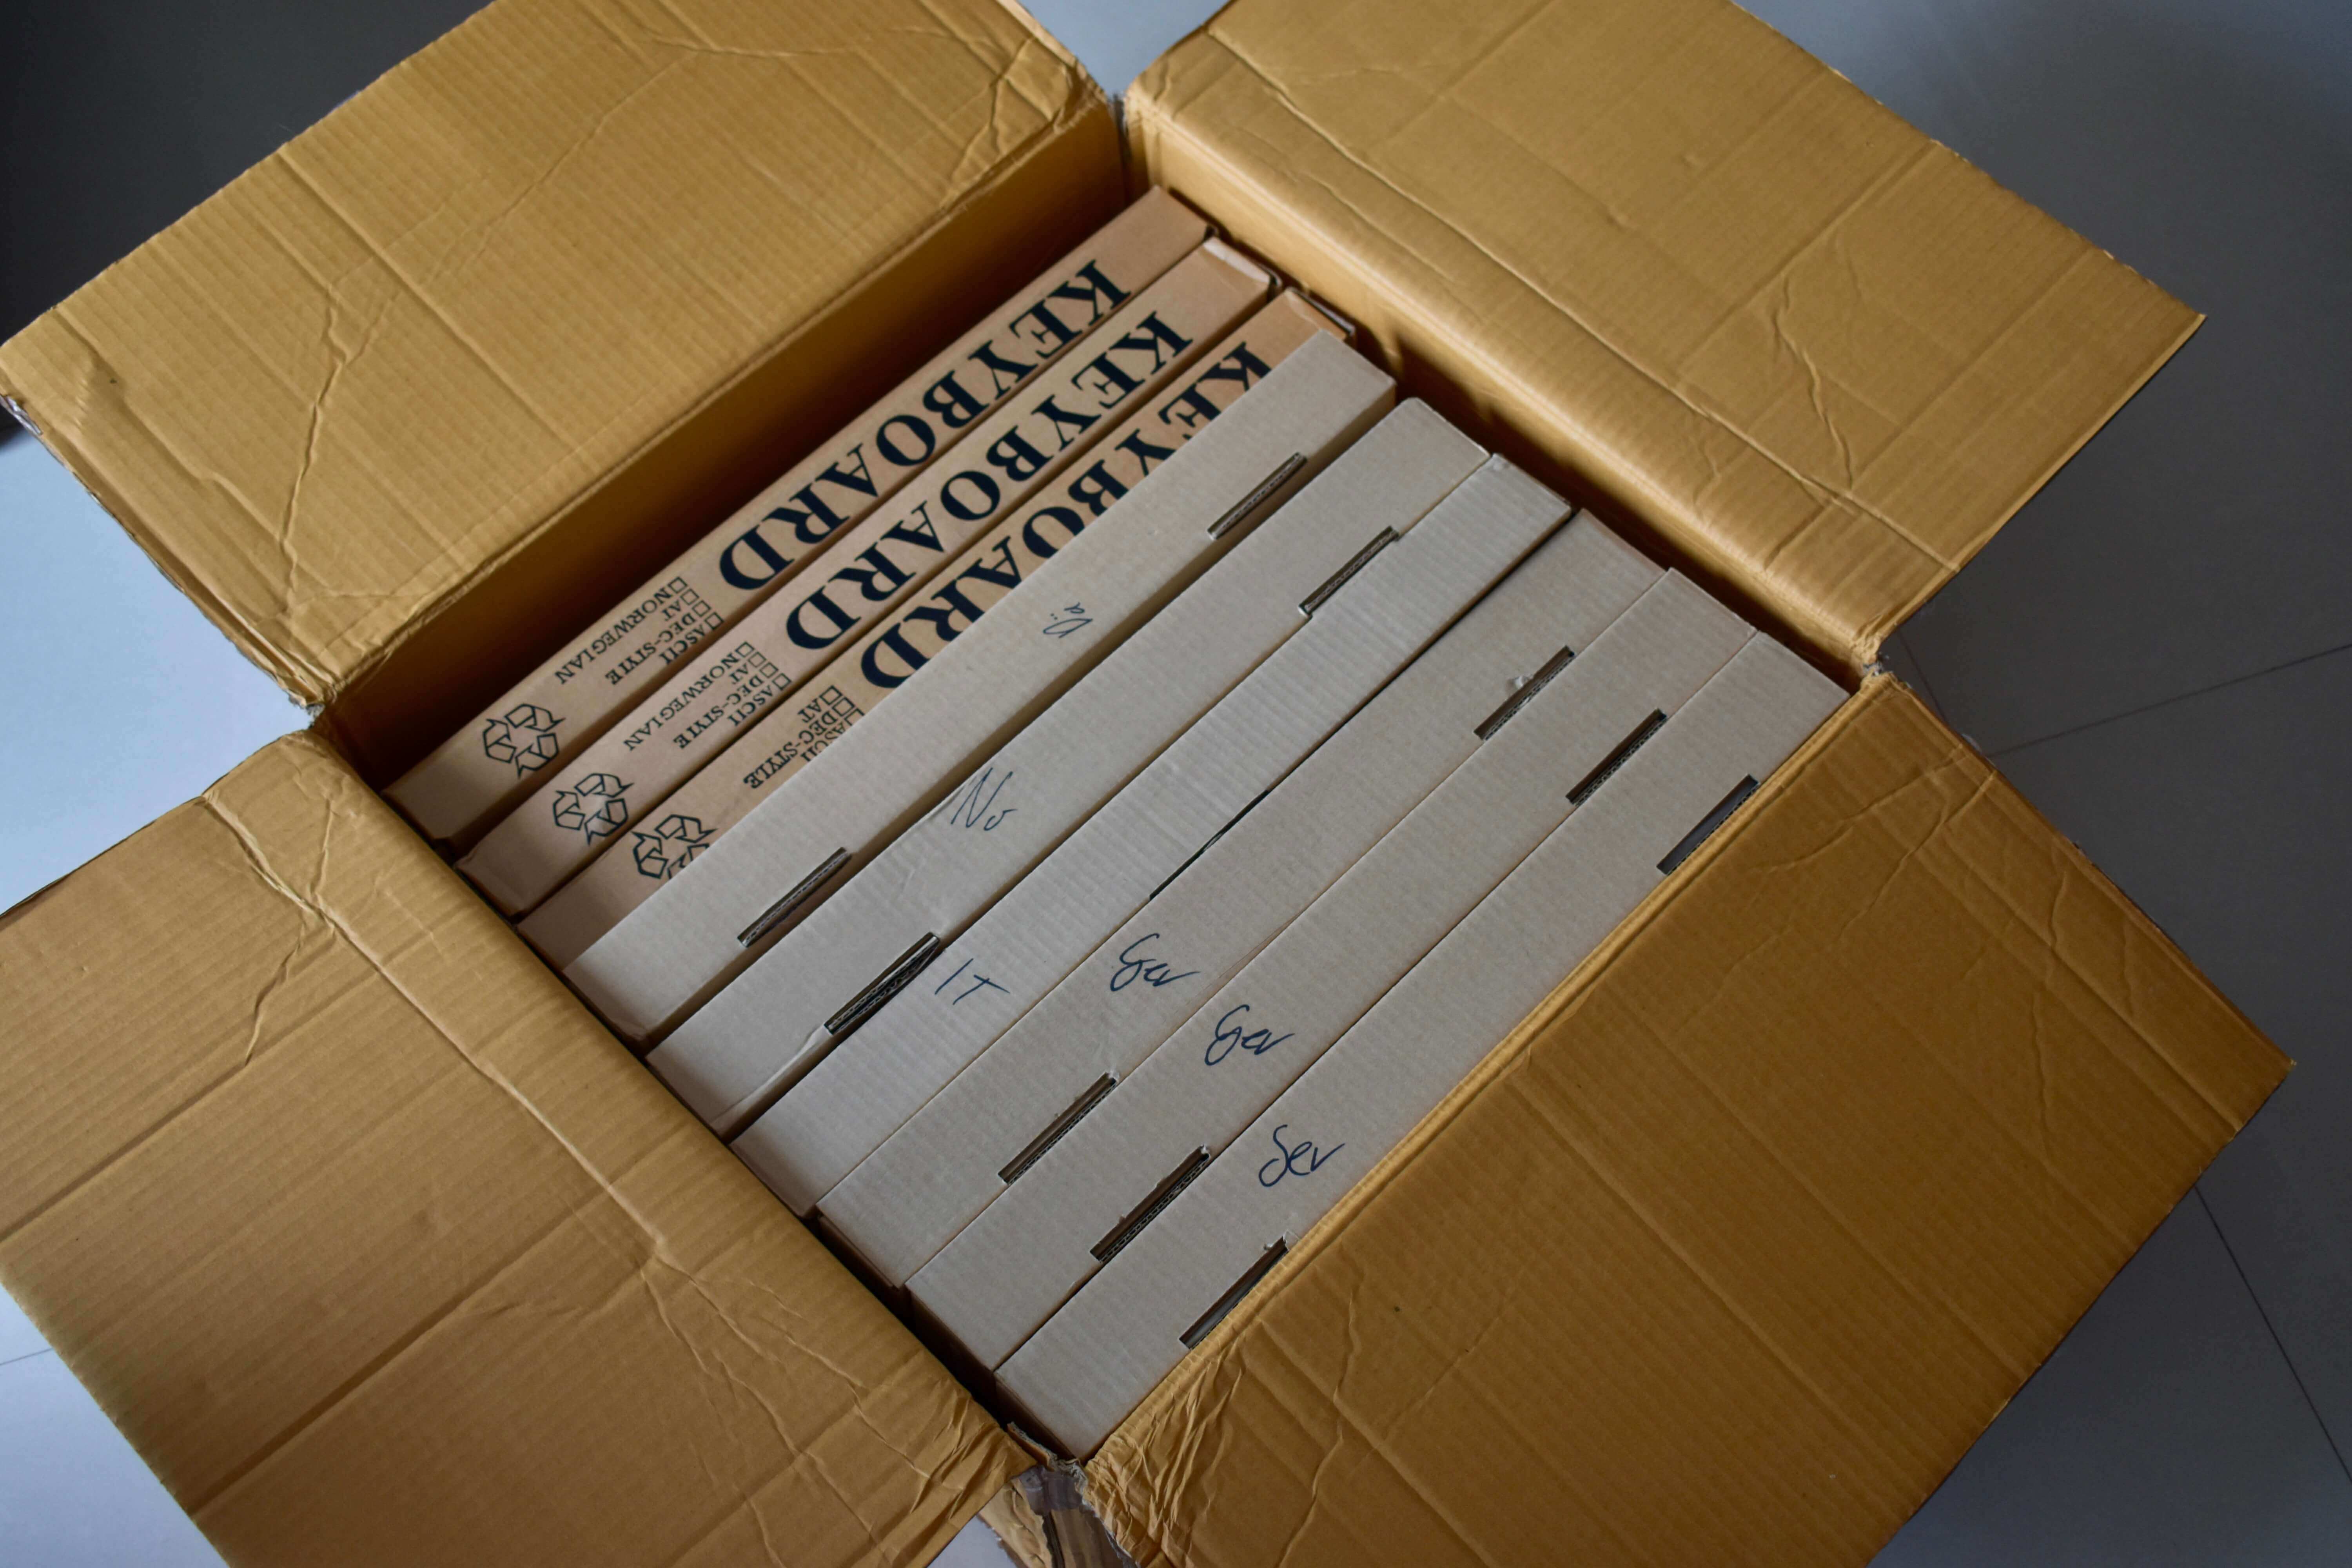 KEYBOARD
ASCII
DEC-STYLE
AT
NORWEGIAN
KEYBOARD
ASCII
DEC-STYLE
AT
NORWEGIAN
KEYBOARD
ASCII
DEC-STYLE
AT
No
IT
Ger
Ger
Ger